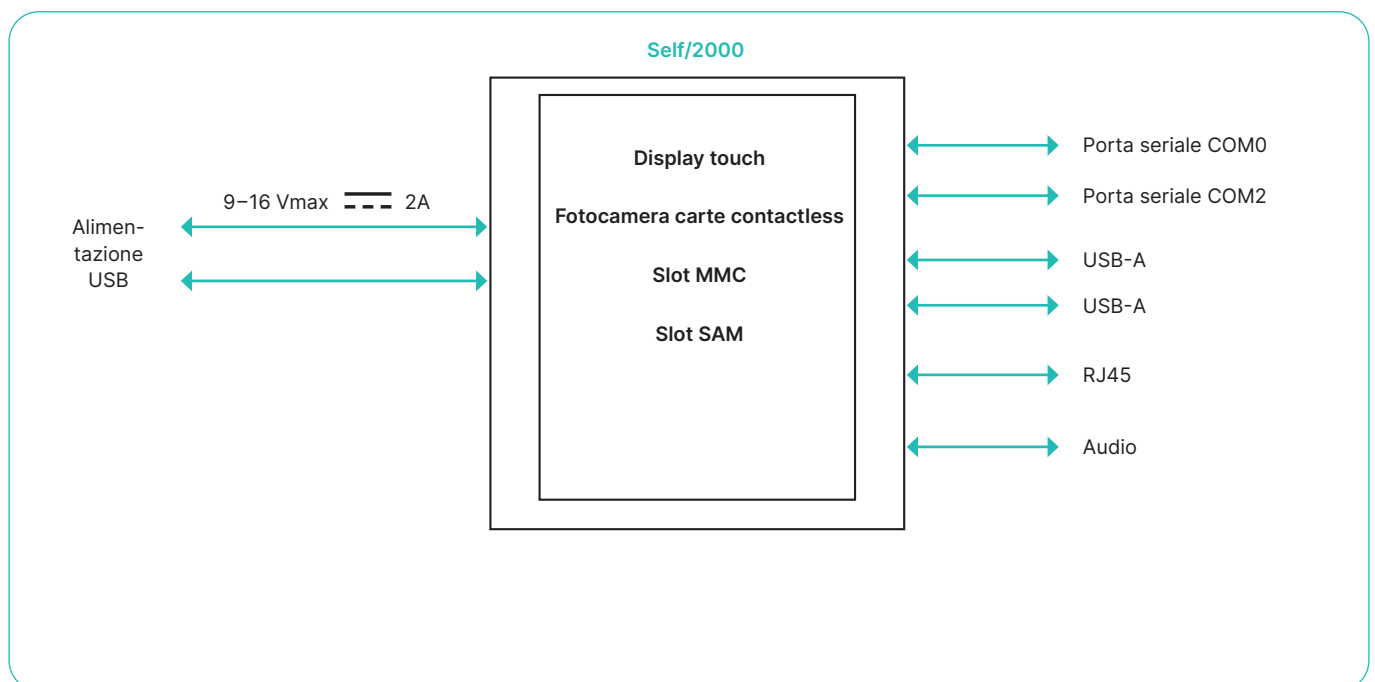 Self/2000
9–16 Vmax 2A
Alimen-
tazione
USB
Display touch
Fotocamera carte contactless
Slot MMC
Slot SAM
Porta seriale COM0
Porta seriale COM2
USB-A
USB-A
RJ45
Audio